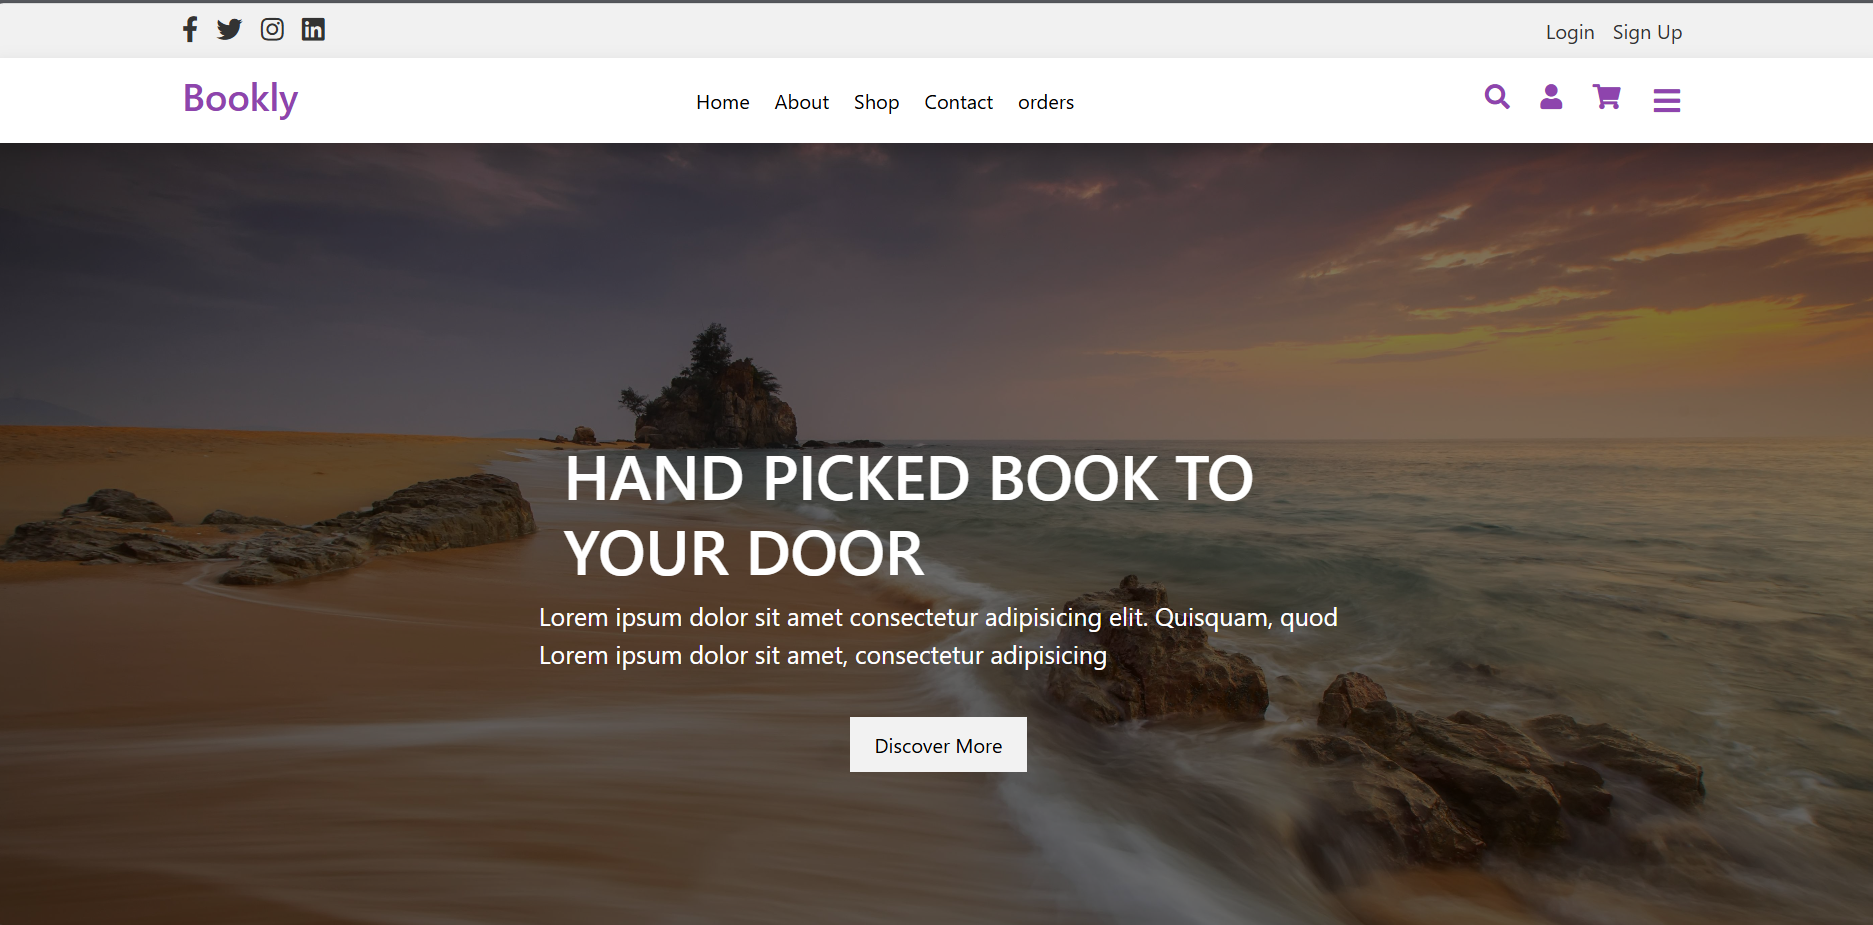 Login Sign Up
Bookly
Home About Shop Contact orders
HAND PICKED BOOK TO
YOUR DOOR
Lorem ipsum dolor sit amet consectetur adipisicing elit. Quisquam, quod
Lorem ipsum dolor sit amet, consectetur adipisicing
Discover More